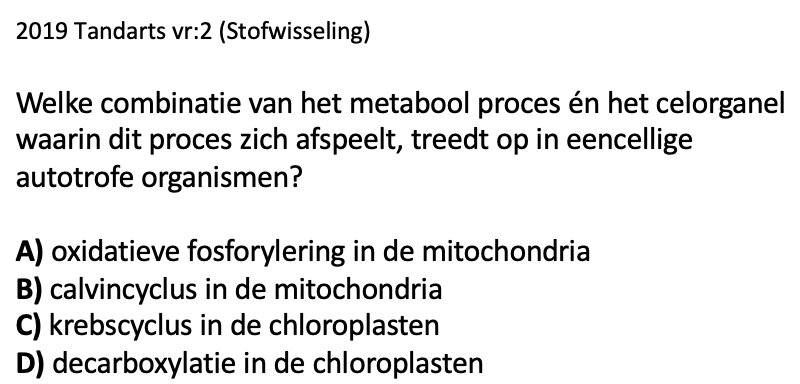 2019 Tandarts vr:2 (Stofwisseling)
Welke combinatie van het metabool proces én het celorganel
waarin dit proces zich afspeelt, treedt op in eencellige
autotrofe organismen?
A) oxidatieve fosforylering in de mitochondria
B) calvincyclus in de mitochondria
C) krebscyclus in de chloroplasten
D) decarboxylatie in de chloroplasten